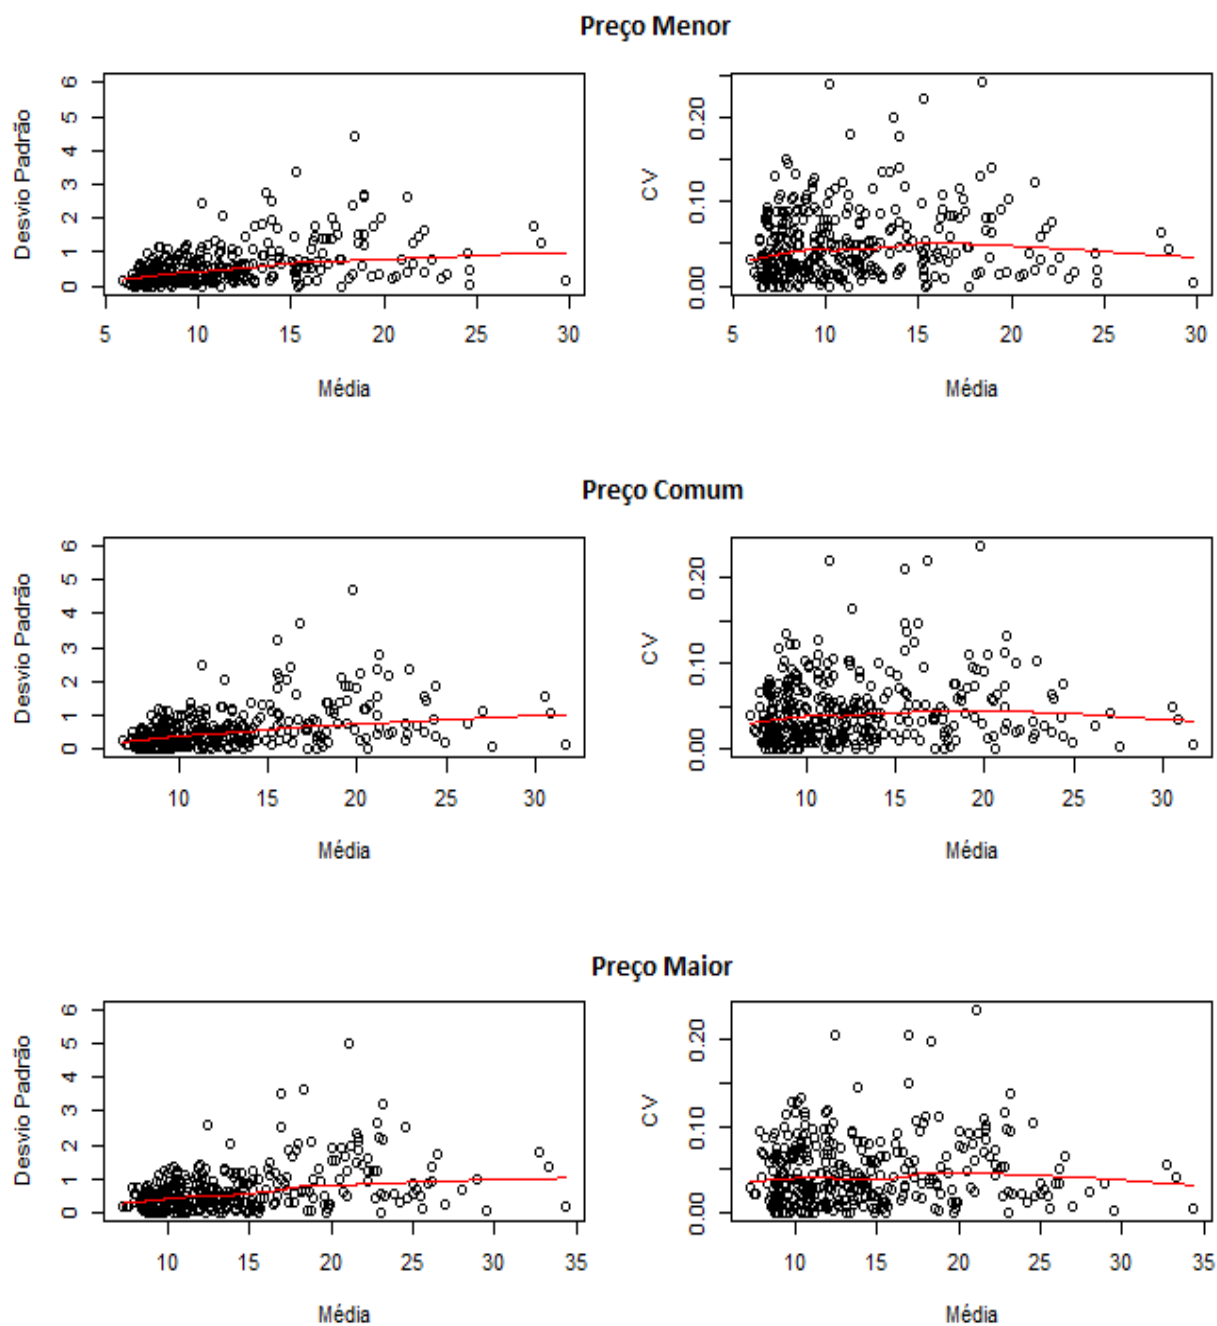 Preço Menor
Desvio Padrão
0 1 2 3 4 5 6
5 10 15 20 25 30
Média
CV
0.00 0.10 0.20
5 10 15 20 25 30
Média
Preço Comum
Desvio Padrão
0 1 2 3 4 5 6
10 15 20 25 30
Média
CV
0.00 0.10 0.20
10 15 20 25 30
Média
Preço Maior
Desvio Padrão
0 1 2 3 4 5 6
10 15 20 25 30 35
Média
CV
0.00 0.10 0.20
10 15 20 25 30 35
Média